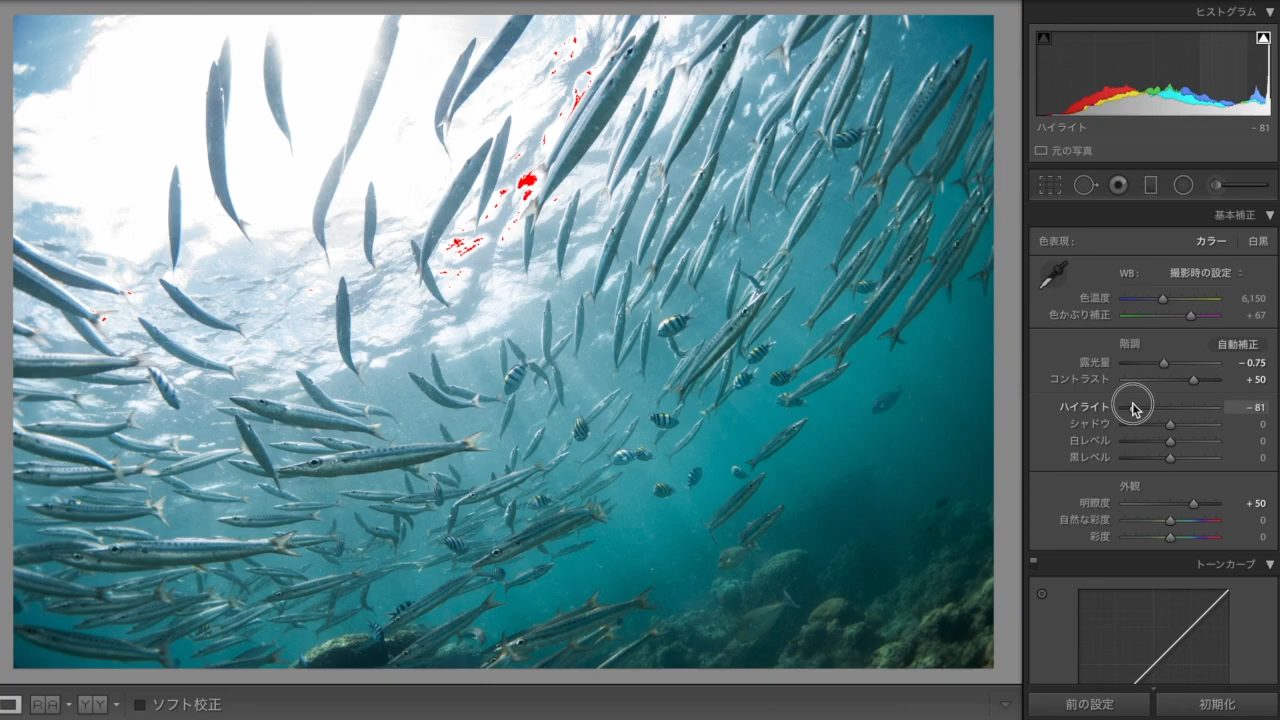 ヒストグラム
ハイライト - 81
元の写真
基本補正
色表現: カラー 白黒
WB: 撮影時の設定
色温度 6,150
色かぶり補正 + 67
階調 自動補正
露光量 - 0.75
コントラスト + 50
ハイライト - 81
シャドウ 0
白レベル 0
黒レベル 0
外観
明瞭度 + 50
自然な彩度 0
彩度 0
トーンカーブ
RA YY ソフト校正
前の設定 初期化